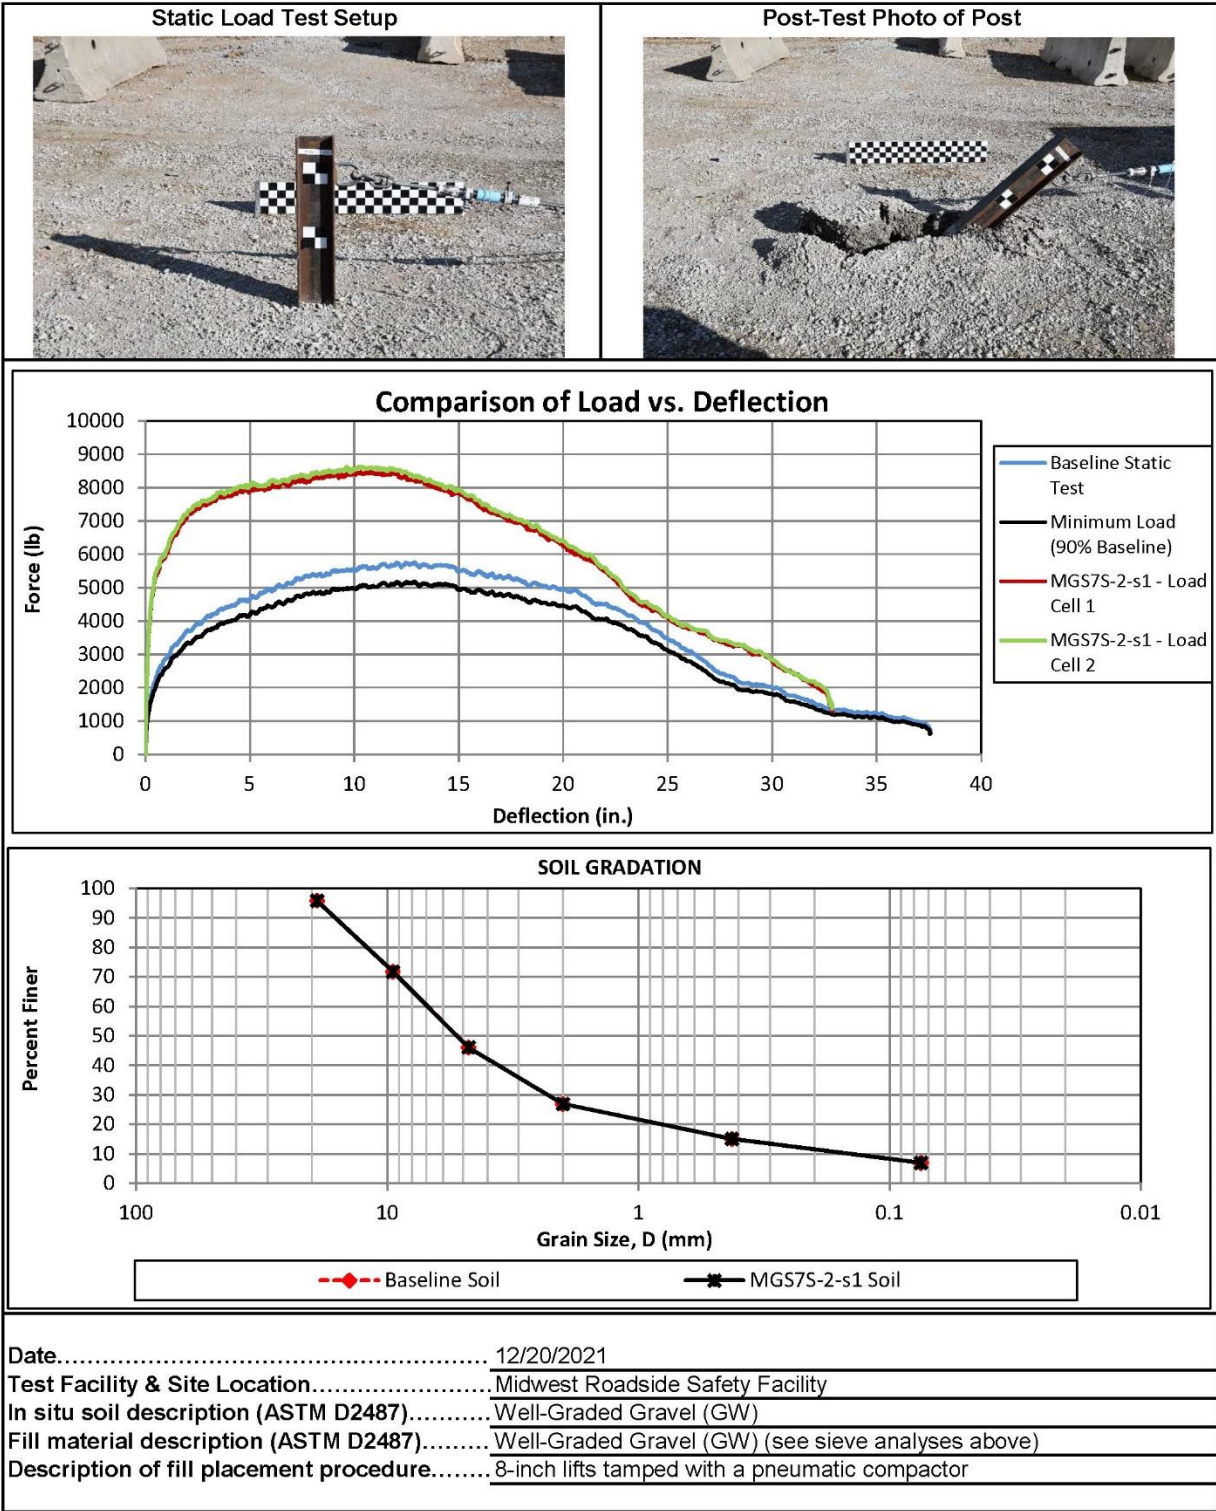 Static Load Test Setup
Post-Test Photo of Post
Comparison of Load vs. Deflection
10000
9000
8000
7000
6000
5000
4000
3000
2000
1000
0
Force (lb)
0 5 10 15 20 25 30 35 40
Deflection (in.)
Baseline Static
Test
Minimum Load
(90% Baseline)
MGS7S-2-s1 - Load
Cell 1
MGS7S-2-s1 - Load
Cell 2
SOIL GRADATION
100
90
80
70
60
50
40
30
20
10
0
Percent Finer
100 10 1 0.1 0.01
Grain Size, D (mm)
Baseline Soil MGS7S-2-s1 Soil
Date.................................................... 12/20/2021
Test Facility & Site Location...................... Midwest Roadside Safety Facility
In situ soil description (ASTM D2487).......... Well-Graded Gravel (GW)
Fill material description (ASTM D2487)........ Well-Graded Gravel (GW) (see sieve analyses above)
Description of fill placement procedure....... 8-inch lifts tamped with a pneumatic compactor